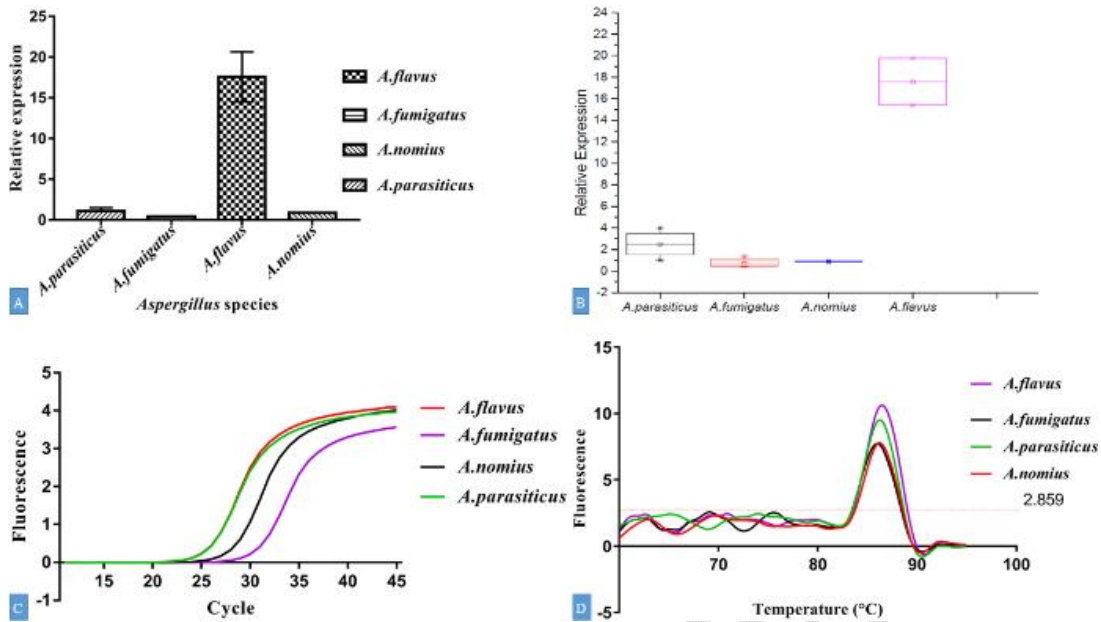 25
20
15
10
5
0
Relative expression
A.flavus
A.fumigatus
A.nomius
A.parasiticus
A.parasiticus
A.fumigatus
A.flavus
A.nomius
Aspergillus species
A
24
22
20
18
16
14
12
10
8
6
4
2
0
-2
Relative Expression
A.parasiticus
A.fumigatus
A.nomius
A.flavus
B
5
4
3
2
1
0
-1
Fluorescence
A.flavus
A.fumigatus
A.nomius
A.parasiticus
15 20 25 30 35 40 45
Cycle
C
15
10
5
0
-5
Fluorescence
A.flavus
A.fumigatus
A.parasiticus
A.nomius
2.859
70 80 90 100
Temperature (°C)
D